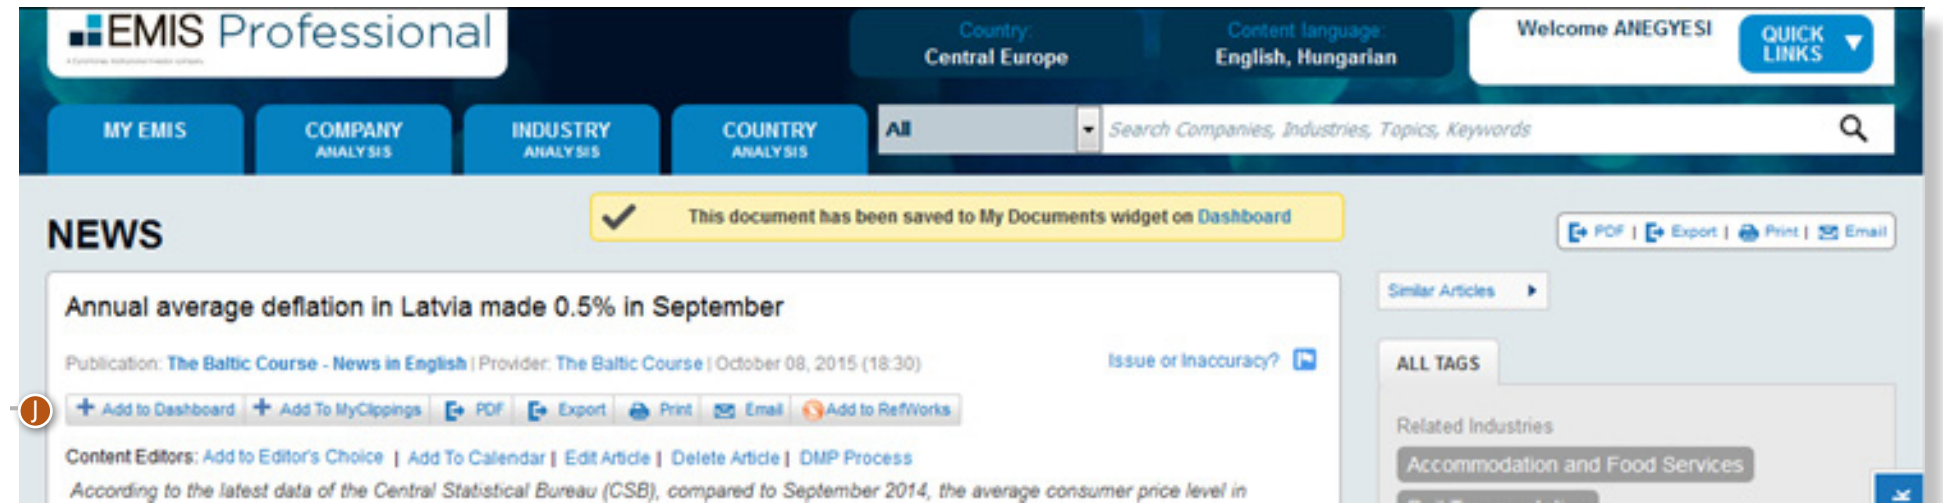 EMIS Professional
Country:
Central Europe
Content language:
English, Hungarian
Welcome ANEGYESI
QUICK LINKS
MY EMIS
COMPANY ANALYSIS
INDUSTRY ANALYSIS
COUNTRY ANALYSIS
All
Search Companies, Industries, Topics, Keywords
This document has been saved to My Documents widget on Dashboard
NEWS
PDF | Export | Print | Email
Annual average deflation in Latvia made 0.5% in September
Similar Articles
Publication: The Baltic Course - News in English | Provider: The Baltic Course | October 08, 2015 (18:30)
Issue or Inaccuracy?
ALL TAGS
J
Add to Dashboard Add To MyClippings PDF Export Print Email Add to RefWorks
Related Industries
Content Editors: Add to Editor's Choice | Add To Calendar | Edit Article | Delete Article | DMP Process
Accommodation and Food Services
According to the latest data of the Central Statistical Bureau (CSB), compared to September 2014, the average consumer price level in